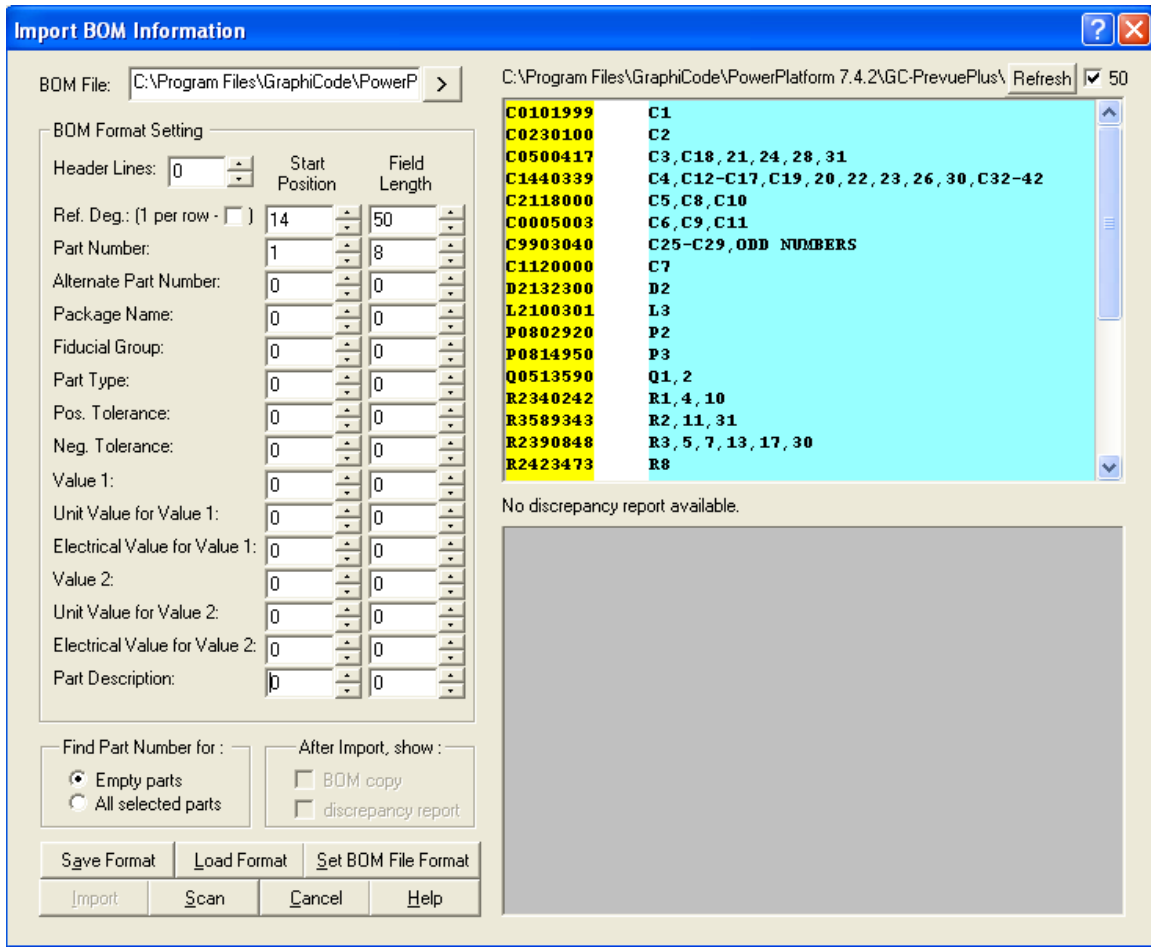 Import BOM Information
BOM File: C:\Program Files\GraphiCode\PowerP >
BOM Format Setting
Header Lines: 0
Start Position
Field Length
Ref. Deg.: (1 per row - ) 14 50
Part Number: 1 8
Alternate Part Number: 0 0
Package Name: 0 0
Fiducial Group: 0 0
Part Type: 0 0
Pos. Tolerance: 0 0
Neg. Tolerance: 0 0
Value 1: 0 0
Unit Value for Value 1: 0 0
Electrical Value for Value 1: 0 0
Value 2: 0 0
Unit Value for Value 2: 0 0
Electrical Value for Value 2: 0 0
Part Description: 0 0
Find Part Number for :
Empty parts
All selected parts
After Import, show :
BOM copy
discrepancy report
Save Format Load Format Set BOM File Format
Import Scan Cancel Help
C:\Program Files\GraphiCode\PowerPlatform 7.4.2\GC-PrevuePlus\ Refresh 50
C0101999 C1
C0230100 C2
C0500417 C3,C18,21,24,28,31
C1440339 C4,C12-C17,C19,20,22,23,26,30,C32-42
C2118000 C5,C8,C10
C0005003 C6,C9,C11
C9903040 C25-C29,ODD NUMBERS
C1120000 C7
D2132300 D2
L2100301 L3
P0802920 P2
P0814950 P3
Q0513590 Q1,2
R2340242 R1,4,10
R3589343 R2,11,31
R2390848 R3,5,7,13,17,30
R2423473 R8
No discrepancy report available.